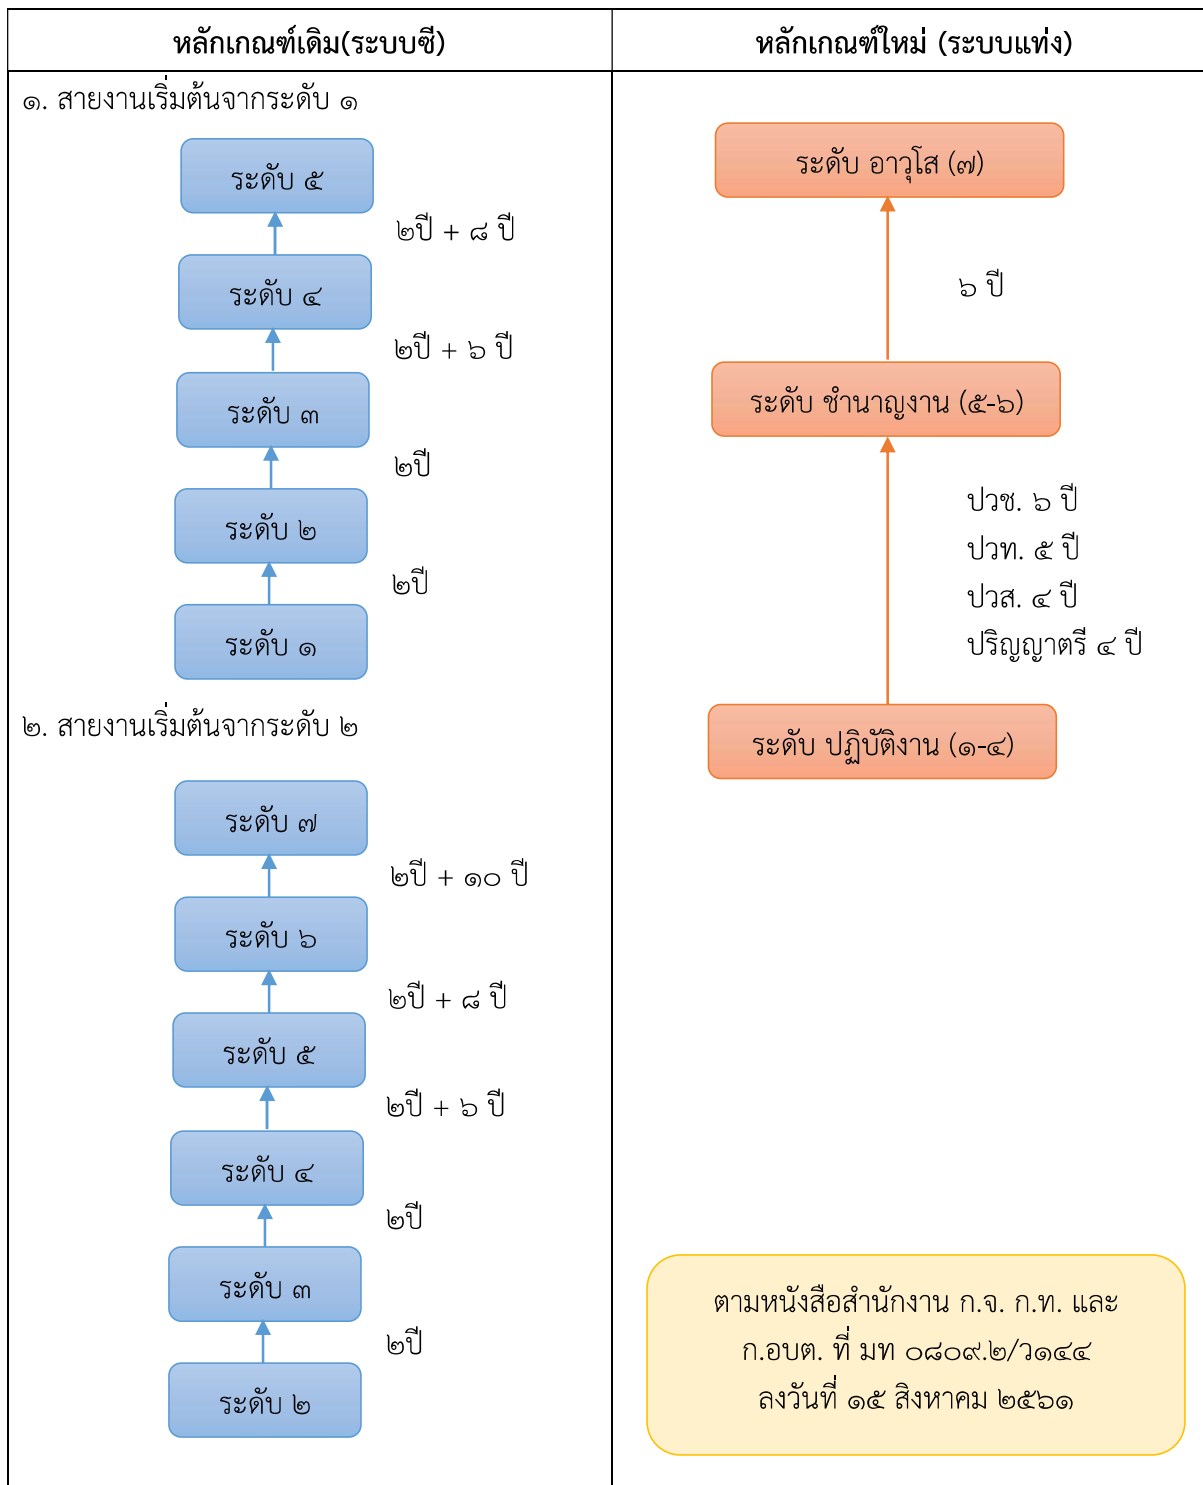 หลักเกณฑ์เดิม(ระบบซี)
๑. สายงานเริ่มต้นจากระดับ ๑
ระดับ ๕
๒ปี + ๘ ปี
ระดับ ๔
๒ปี + ๖ ปี
ระดับ ๓
๒ปี
ระดับ ๒
๒ปี
ระดับ ๑
๒. สายงานเริ่มต้นจากระดับ ๒
ระดับ ๗
๒ปี + ๑๐ ปี
ระดับ ๖
๒ปี + ๘ ปี
ระดับ ๕
๒ปี + ๖ ปี
ระดับ ๔
๒ปี
ระดับ ๓
๒ปี
ระดับ ๒
หลักเกณฑ์ใหม่ (ระบบแท่ง)
ระดับ อาวุโส (๗)
๖ ปี
ระดับ ชำนาญงาน (๕-๖)
ปวช. ๖ ปี
ปวท. ๕ ปี
ปวส. ๔ ปี
ปริญญาตรี ๔ ปี
ระดับ ปฏิบัติงาน (๑-๔)
ตามหนังสือสำนักงาน ก.จ. ก.ท. และ
ก.อบต. ที่ มท ๐๘๐๙.๒/ว๑๔๔
ลงวันที่ ๑๕ สิงหาคม ๒๕๖๑